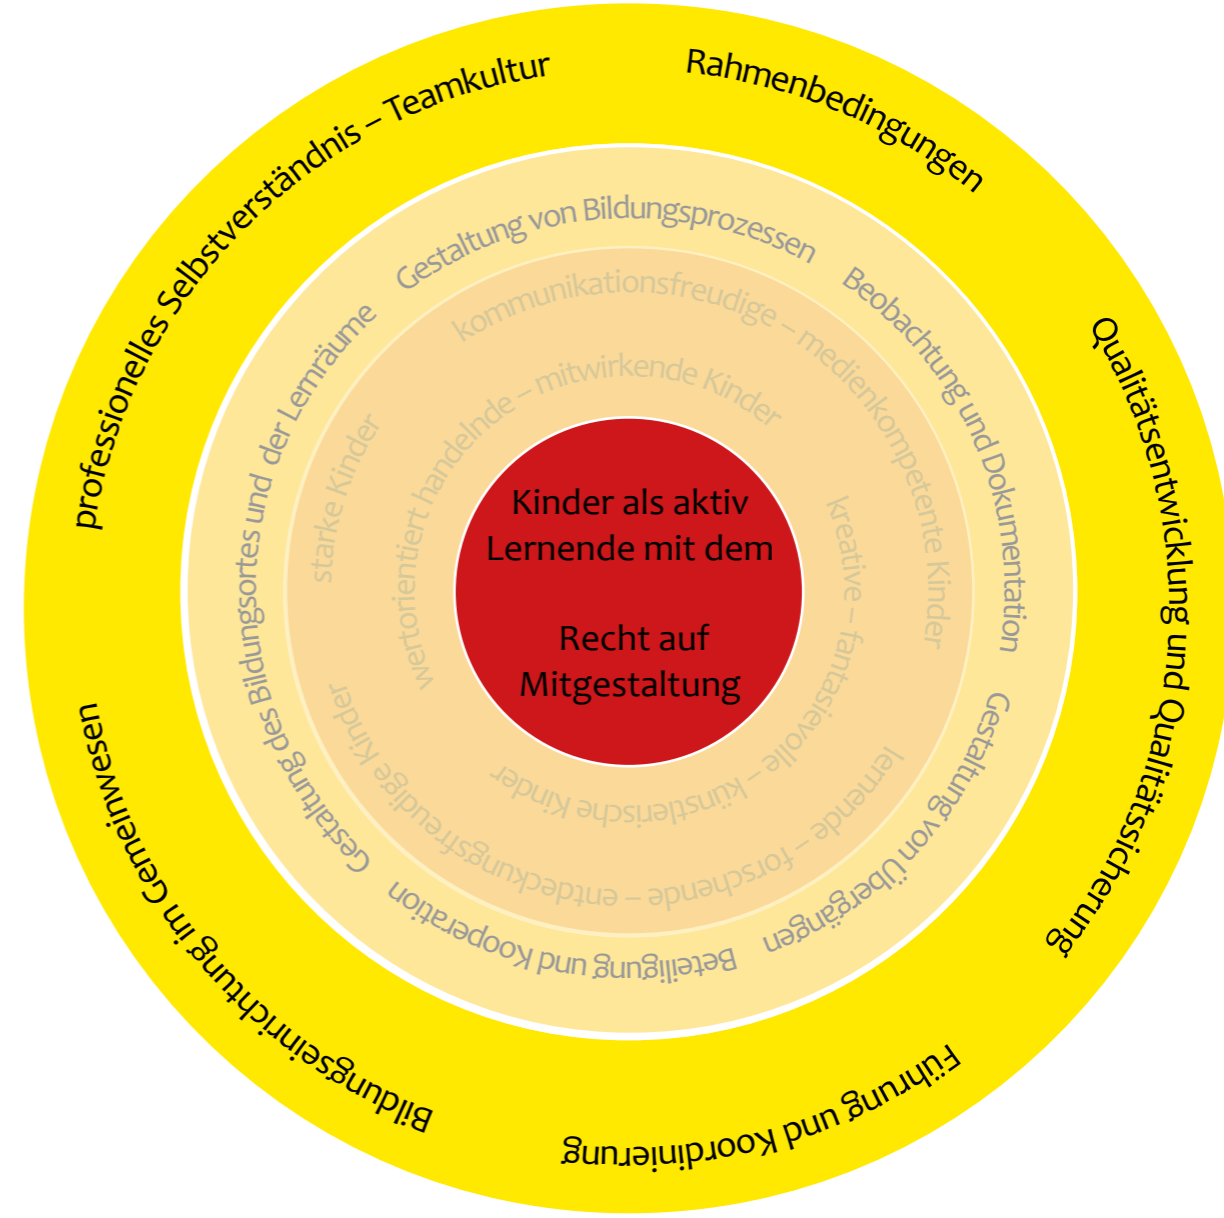 professionelles Selbstverständnis – Teamkultur
Rahmenbedingungen
Qualitätsentwicklung und Qualitätssicherung
Führung und Koordinierung
Bildungseinrichtung im Gemeinwesen
Gestaltung von Bildungsprozessen
Beobachtung und Dokumentation
Gestaltung von Übergängen
Beteiligung und Kooperation
Gestaltung des Bildungsortes und der Lernräume
kommunikationsfreudige – medienkompetente Kinder
lernende – forschende – entdeckungsfreudige Kinder
starke Kinder
wertorientiert handelnde – mitwirkende Kinder
kreative – fantasievolle – künstlerische Kinder
Kinder als aktiv
Lernende mit dem
Recht auf
Mitgestaltung